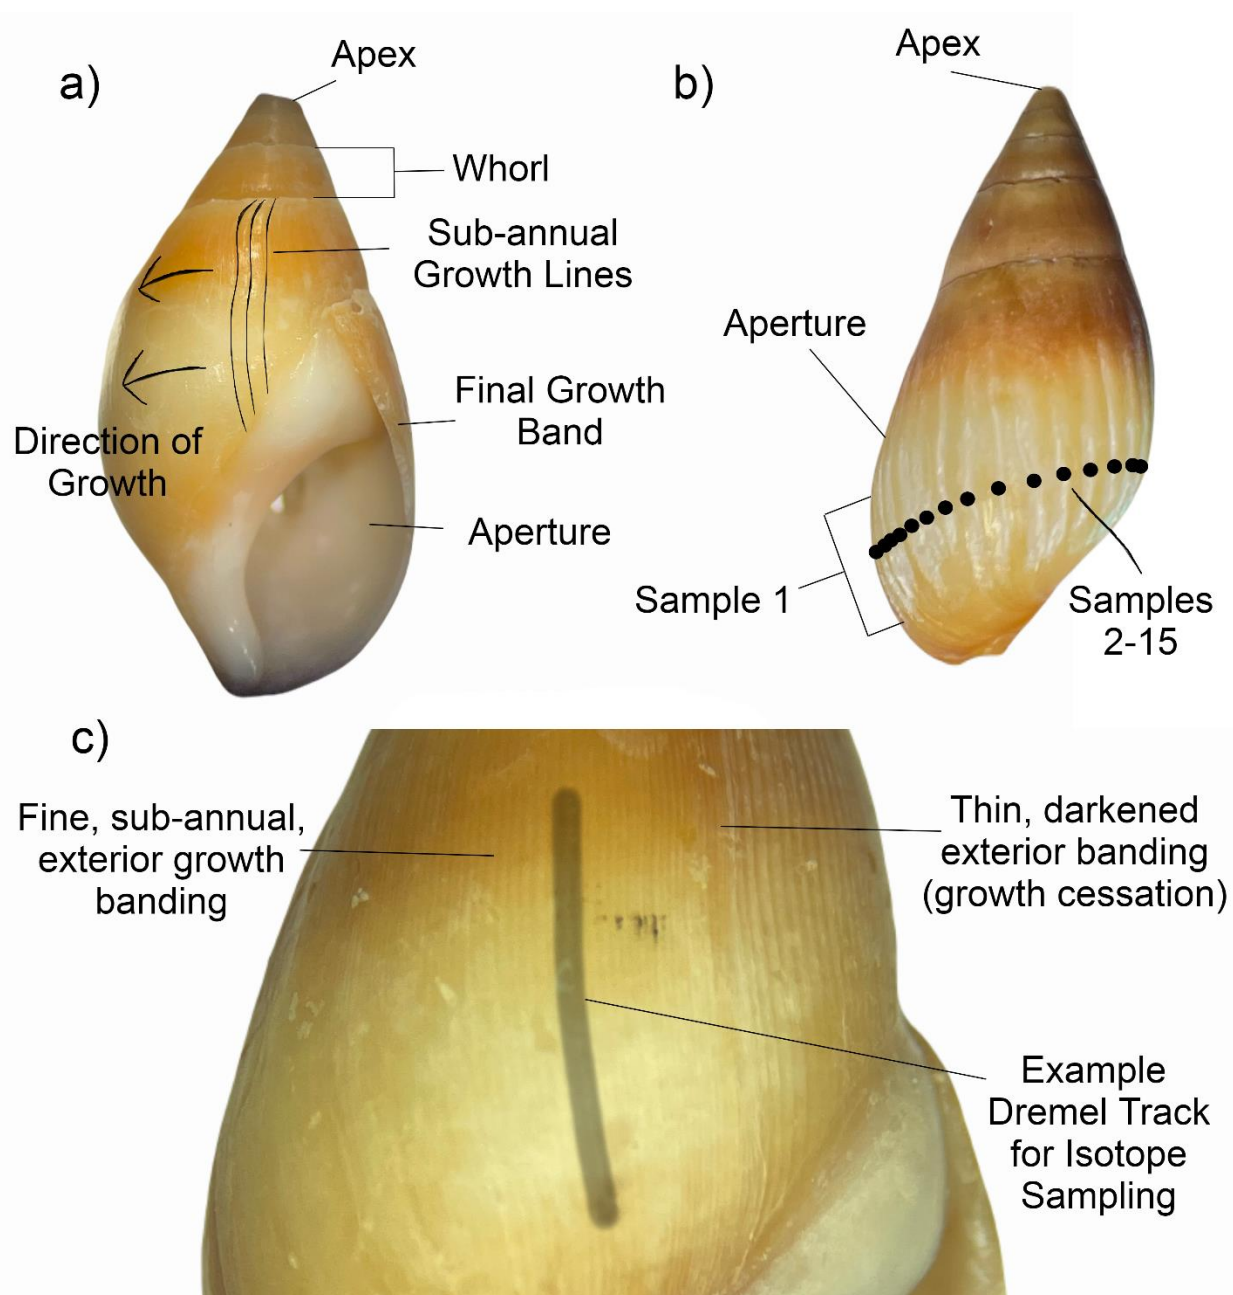 a)
Apex
Whorl
Sub-annual
Growth Lines
Direction of
Growth
Final Growth
Band
Aperture
b)
Apex
Aperture
Sample 1
Samples
2-15
c)
Fine, sub-annual,
exterior growth
banding
Thin, darkened
exterior banding
(growth cessation)
Example
Dremel Track
for Isotope
Sampling